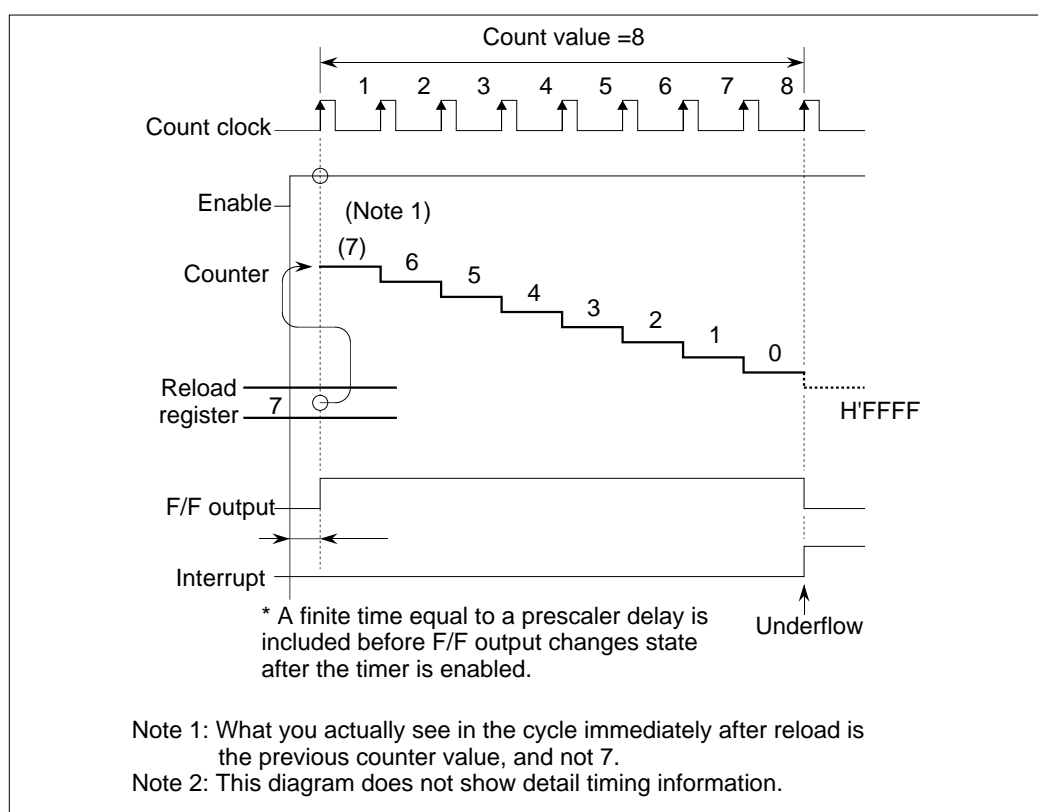 Count value =8
1 2 3 4 5 6 7 8
Count clock
Enable
(Note 1)
(7) 6 5 4 3 2 1 0
Counter
Reload
register 7
H'FFFF
F/F output
Interrupt
* A finite time equal to a prescaler delay is
included before F/F output changes state
after the timer is enabled.
Underflow
Note 1: What you actually see in the cycle immediately after reload is
the previous counter value, and not 7.
Note 2: This diagram does not show detail timing information.